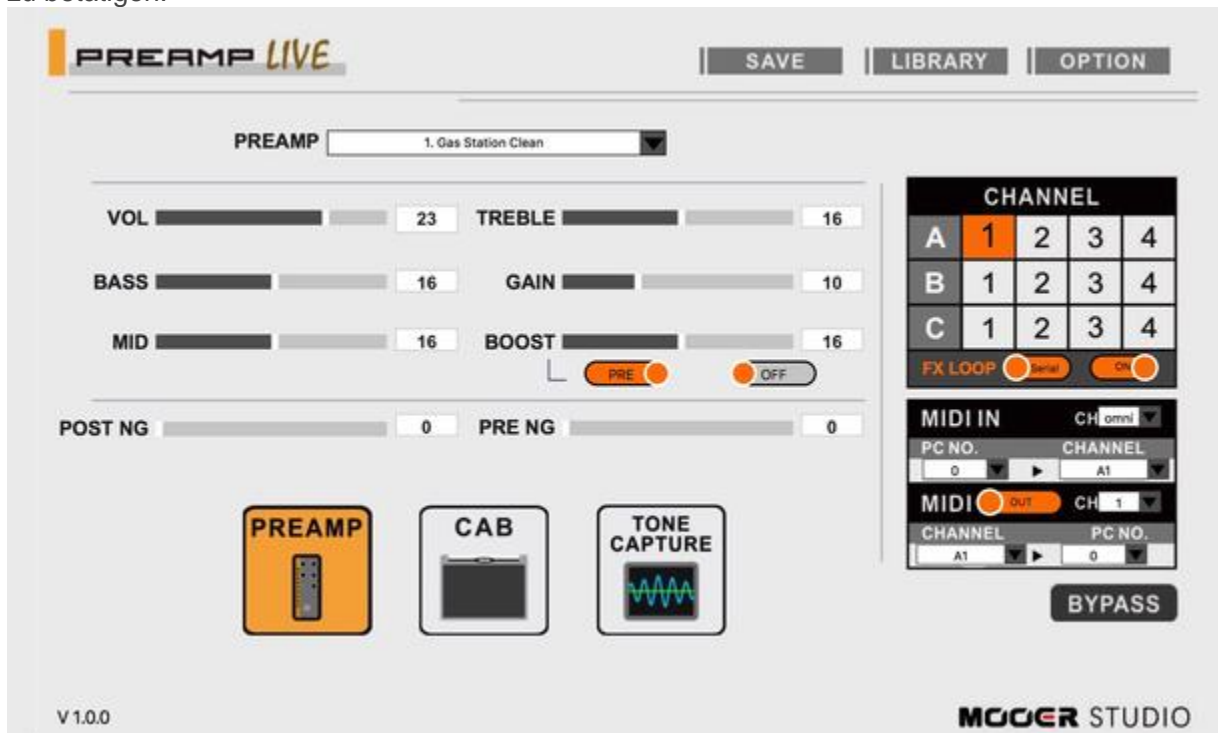 zu betätigen.
PREAMP LIVE
SAVE LIBRARY OPTION
PREAMP 1. Gas Station Clean
CHANNEL
VOL 23 TREBLE 16
A 1 2 3 4
BASS 16 GAIN 10
B 1 2 3 4
MID 16 BOOST 16
C 1 2 3 4
PRE OFF
FX LOOP Serial ON
POST NG 0 PRE NG 0
MIDI IN CH omni
PC NO. CHANNEL
0 A1
MIDI OUT CH 1
CHANNEL PC NO.
A1 0
PREAMP CAB TONE CAPTURE
BYPASS
V 1.0.0
MOOER STUDIO